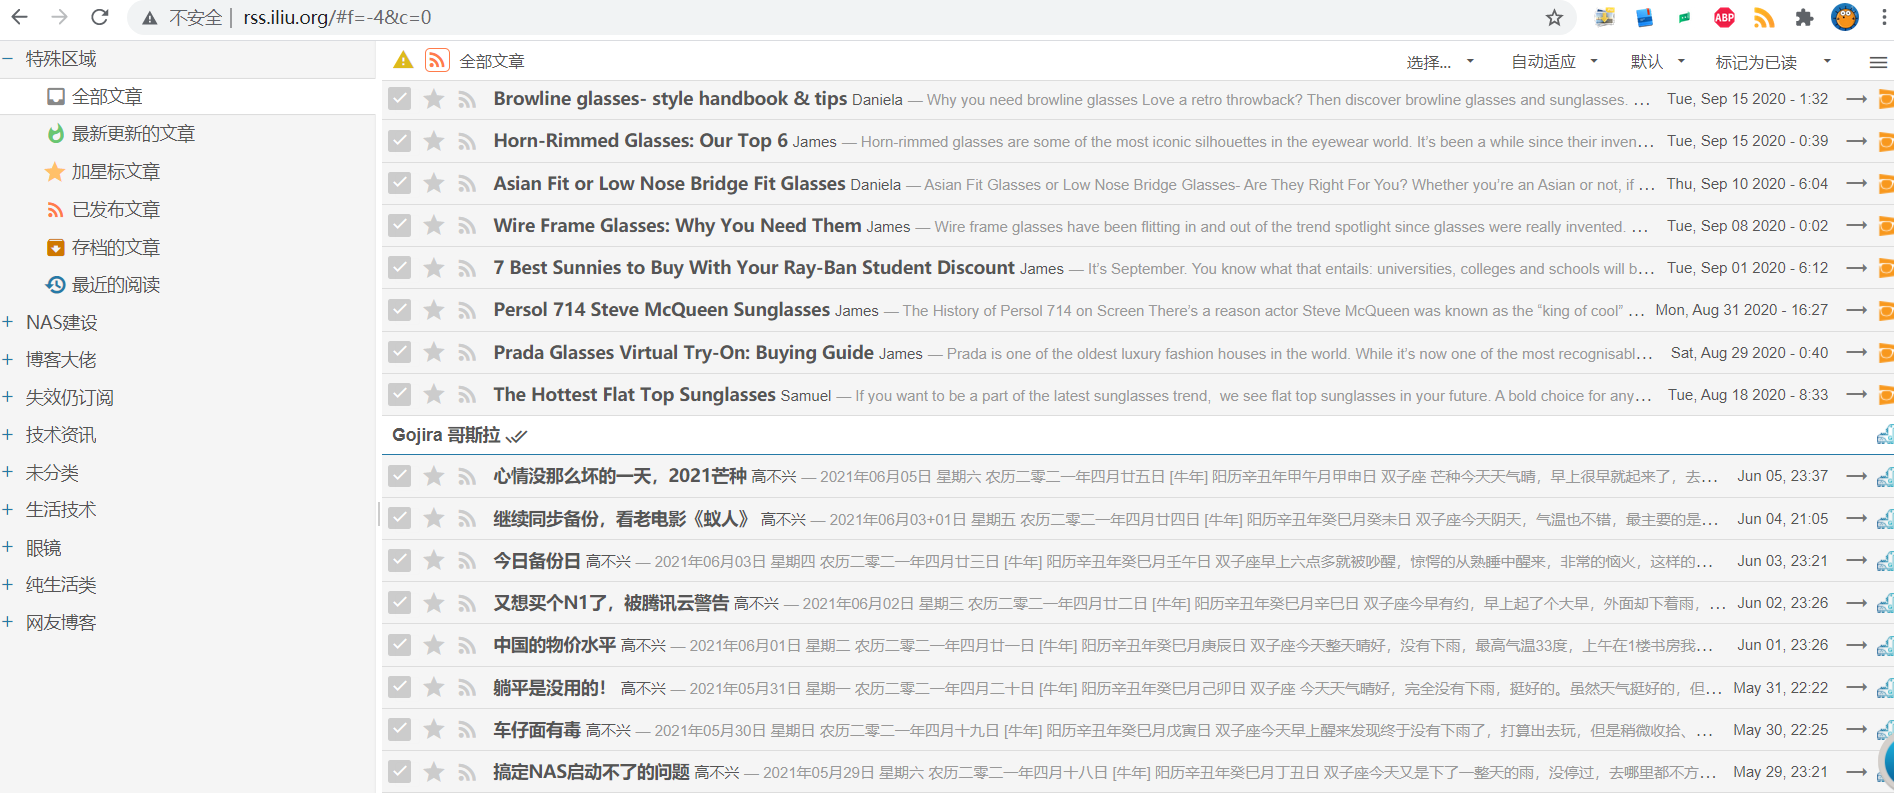 不安全 | rss.iliu.org/#f=-4&c=0
ABP
特殊区域
全部文章
最新更新的文章
加星标文章
已发布文章
存档的文章
最近的阅读
NAS建设
博客大佬
失效仍订阅
技术资讯
未分类
生活技术
眼镜
纯生活类
网友博客
全部文章 选择... 自动适应 默认 标记为已读
Browline glasses- style handbook & tips Daniela — Why you need browline glasses Love a retro throwback? Then discover browline glasses and sunglasses. … Tue, Sep 15 2020 - 1:32
Horn-Rimmed Glasses: Our Top 6 James — Horn-rimmed glasses are some of the most iconic silhouettes in the eyewear world. It's been a while since their inven… Tue, Sep 15 2020 - 0:39
Asian Fit or Low Nose Bridge Fit Glasses Daniela — Asian Fit Glasses or Low Nose Bridge Glasses- Are They Right For You? Whether you're an Asian or not, if … Thu, Sep 10 2020 - 6:04
Wire Frame Glasses: Why You Need Them James — Wire frame glasses have been flitting in and out of the trend spotlight since glasses were really invented. … Tue, Sep 08 2020 - 0:02
7 Best Sunnies to Buy With Your Ray-Ban Student Discount James — It's September. You know what that entails: universities, colleges and schools will b… Tue, Sep 01 2020 - 6:12
Persol 714 Steve McQueen Sunglasses James — The History of Persol 714 on Screen There's a reason actor Steve McQueen was known as the “king of cool” … Mon, Aug 31 2020 - 16:27
Prada Glasses Virtual Try-On: Buying Guide James — Prada is one of the oldest luxury fashion houses in the world. While it's now one of the most recognisabl… Sat, Aug 29 2020 - 0:40
The Hottest Flat Top Sunglasses Samuel — If you want to be a part of the latest sunglasses trend, we see flat top sunglasses in your future. A bold choice for any… Tue, Aug 18 2020 - 8:33
Gojira 哥斯拉
心情没那么坏的一天，2021芒种 高不兴 — 2021年06月05日 星期六 农历二零二一年四月廿五日 [牛年] 阳历辛丑年甲午月甲申日 双子座 芒种今天天气晴，早上很早就起来了，去… Jun 05, 23:37
继续同步备份，看老电影《蚁人》 高不兴 — 2021年06月03+01日 星期五 农历二零二一年四月廿四日 [牛年] 阳历辛丑年癸巳月癸未日 双子座今天阴天，气温也不错，最主要的是… Jun 04, 21:05
今日备份日 高不兴 — 2021年06月03日 星期四 农历二零二一年四月廿三日 [牛年] 阳历辛丑年癸巳月壬午日 双子座早上六点多就被吵醒，惊愕的从熟睡中醒来，非常的恼火，这样的… Jun 03, 23:21
又想买个N1了，被腾讯云警告 高不兴 — 2021年06月02日 星期三 农历二零二一年四月廿二日 [牛年] 阳历辛丑年癸巳月辛巳日 双子座今早有约，早上起了个大早，外面却下着雨，… Jun 02, 23:26
中国的物价水平 高不兴 — 2021年06月01日 星期二 农历二零二一年四月廿一日 [牛年] 阳历辛丑年癸巳月庚辰日 双子座今天整天晴好，没有下雨，最高气温33度，上午在1楼书房我… Jun 01, 23:26
躺平是没用的！ 高不兴 — 2021年05月31日 星期一 农历二零二一年四月二十日 [牛年] 阳历辛丑年癸巳月己卯日 双子座 今天天气晴好，完全没有下雨，挺好的。虽然天气挺好的，但… May 31, 22:22
车仔面有毒 高不兴 — 2021年05月30日 星期日 农历二零二一年四月十九日 [牛年] 阳历辛丑年癸巳月戊寅日 双子座今天早上醒来发现终于没有下雨了，打算出去玩，但是稍微收拾、… May 30, 22:25
搞定NAS启动不了的问题 高不兴 — 2021年05月29日 星期六 农历二零二一年四月十八日 [牛年] 阳历辛丑年癸巳月丁丑日 双子座今天又是下了一整天的雨，没停过，去哪里都不方… May 29, 23:21